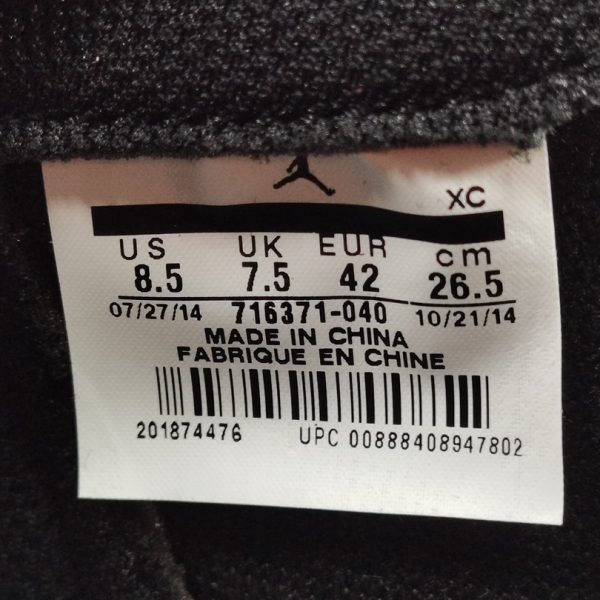 XC
US UK EUR cm
8.5 7.5 42 26.5
07/27/14 716371-040 10/21/14
MADE IN CHINA
FABRIQUE EN CHINE
201874476 UPC 00888408947802